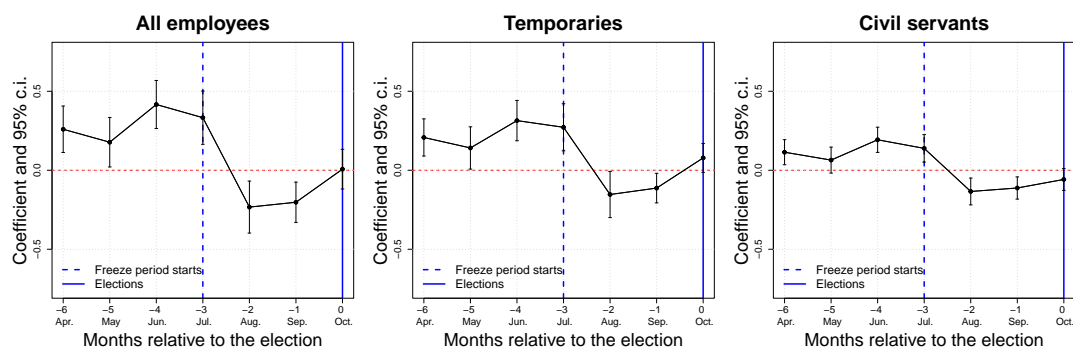 All employees
Coefficient and 95% c.i.
0.5
0.0
−0.5
Freeze period starts
Elections
−6 −5 −4 −3 −2 −1 0
Apr. May Jun. Jul. Aug. Sep. Oct.
Months relative to the election
Temporaries
Coefficient and 95% c.i.
0.5
0.0
−0.5
Freeze period starts
Elections
−6 −5 −4 −3 −2 −1 0
Apr. May Jun. Jul. Aug. Sep. Oct.
Months relative to the election
Civil servants
Coefficient and 95% c.i.
0.5
0.0
−0.5
Freeze period starts
Elections
−6 −5 −4 −3 −2 −1 0
Apr. May Jun. Jul. Aug. Sep. Oct.
Months relative to the election